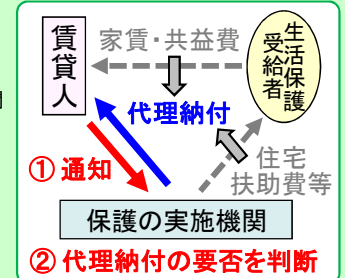 賃貸人
家賃・共益費
生活保護
受給者
代理納付
① 通知
住宅
扶助費等
保護の実施機関
② 代理納付の要否を判断